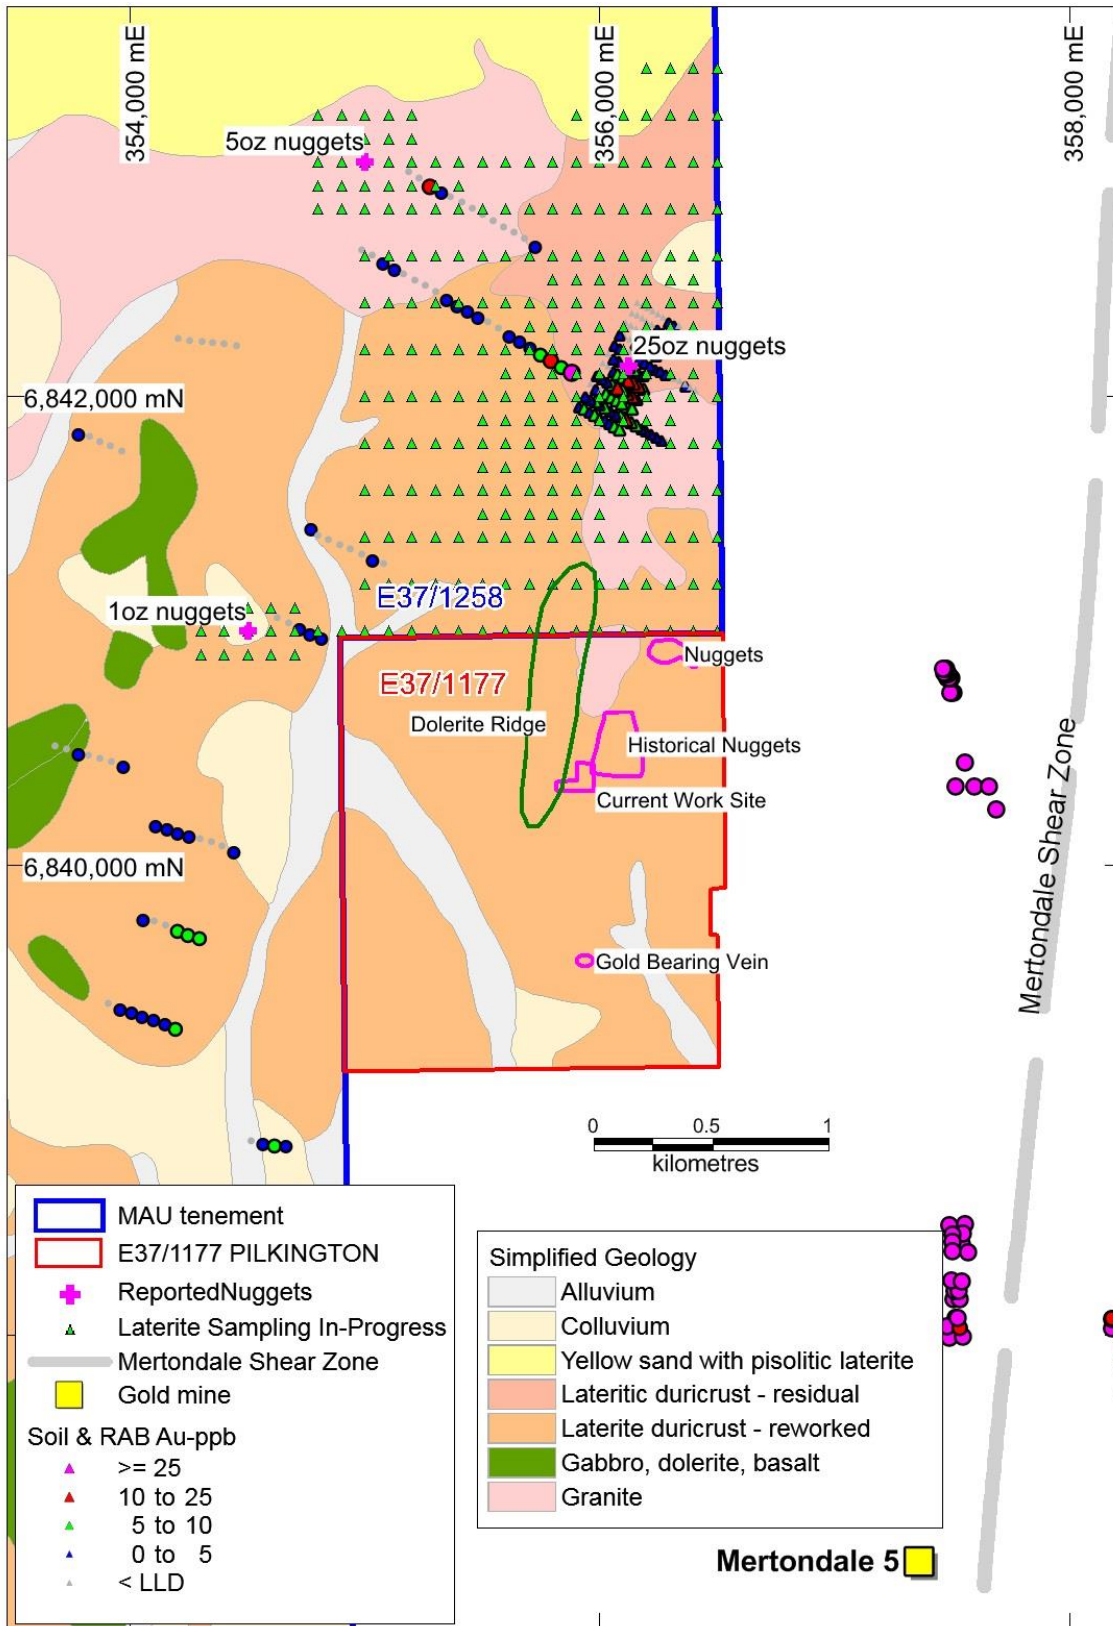 354,000 mE
356,000 mE
358,000 mE
5oz nuggets
25oz nuggets
6,842,000 mN
1oz nuggets
E37/1258
E37/1177
Nuggets
Dolerite Ridge
Historical Nuggets
Current Work Site
Mertondale Shear Zone
6,840,000 mN
Gold Bearing Vein
0 0.5 1
kilometres
MAU tenement
E37/1177 PILKINGTON
ReportedNuggets
Laterite Sampling In-Progress
Mertondale Shear Zone
Gold mine
Soil & RAB Au-ppb
>= 25
10 to 25
5 to 10
0 to 5
< LLD
Simplified Geology
Alluvium
Colluvium
Yellow sand with pisolitic laterite
Lateritic duricrust - residual
Laterite duricrust - reworked
Gabbro, dolerite, basalt
Granite
Mertondale 5